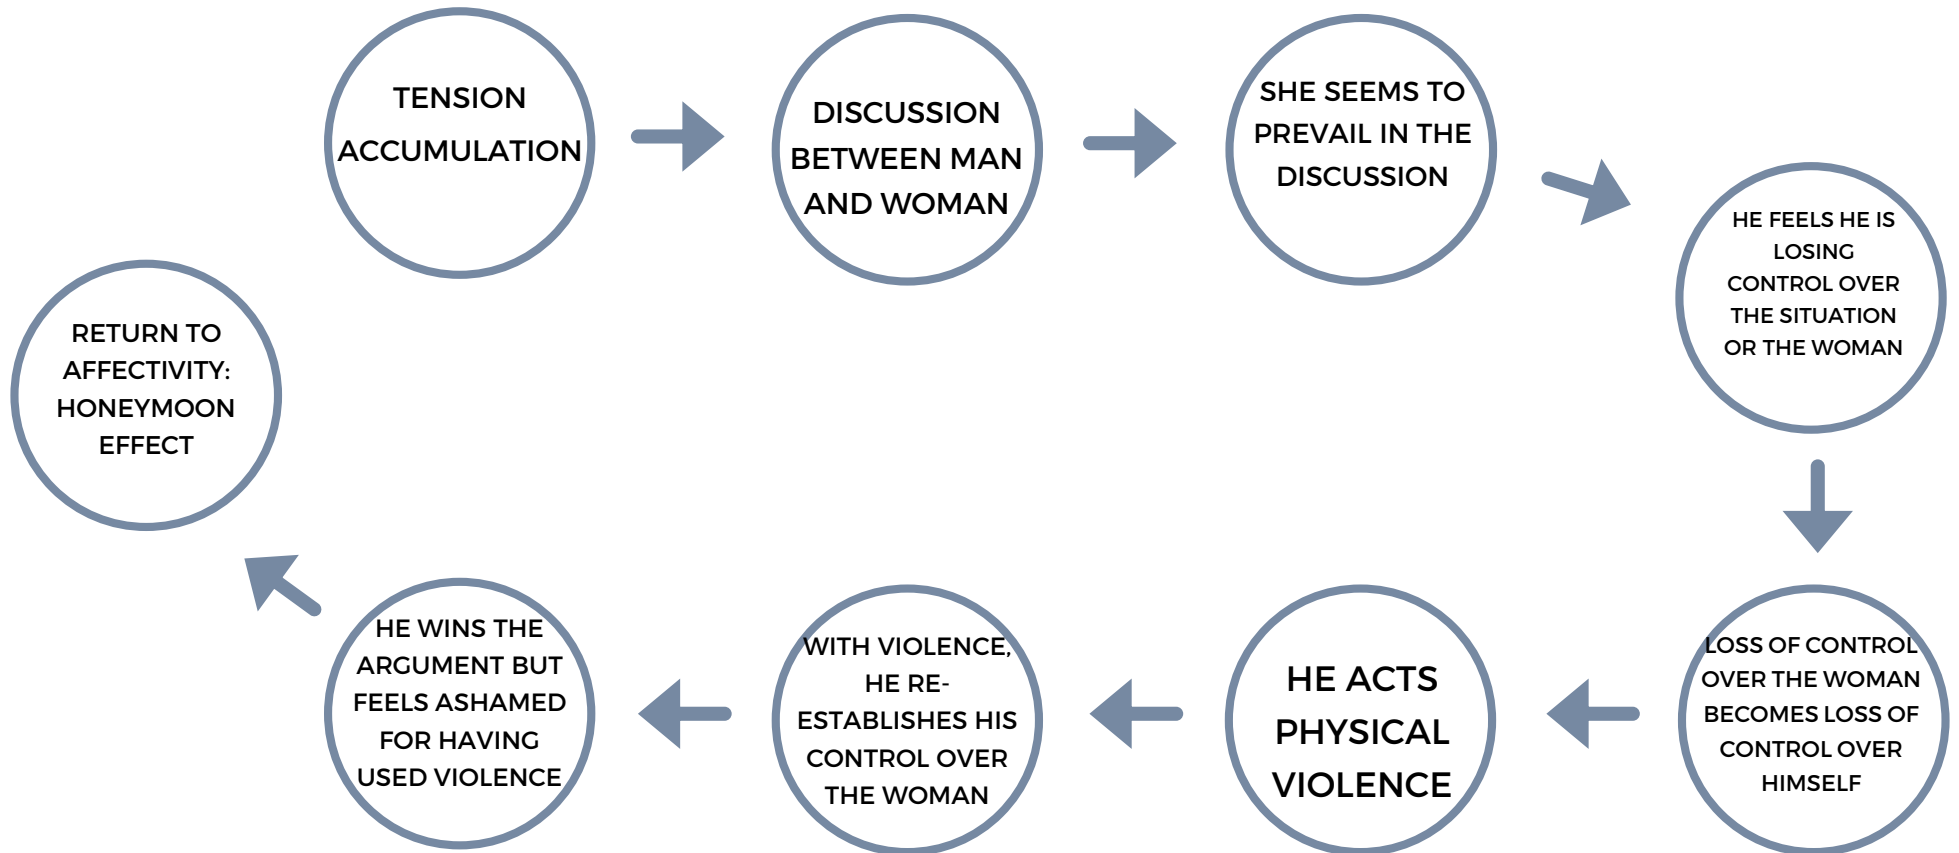 TENSION
ACCUMULATION
DISCUSSION
BETWEEN MAN
AND WOMAN
SHE SEEMS TO
PREVAIL IN THE
DISCUSSION
HE FEELS HE IS
LOSING
CONTROL OVER
THE SITUATION
OR THE WOMAN
LOSS OF CONTROL
OVER THE WOMAN
BECOMES LOSS OF
CONTROL OVER
HIMSELF
HE ACTS
PHYSICAL
VIOLENCE
WITH VIOLENCE,
HE RE-
ESTABLISHES HIS
CONTROL OVER
THE WOMAN
HE WINS THE
ARGUMENT BUT
FEELS ASHAMED
FOR HAVING
USED VIOLENCE
RETURN TO
AFFECTIVITY:
HONEYMOON
EFFECT